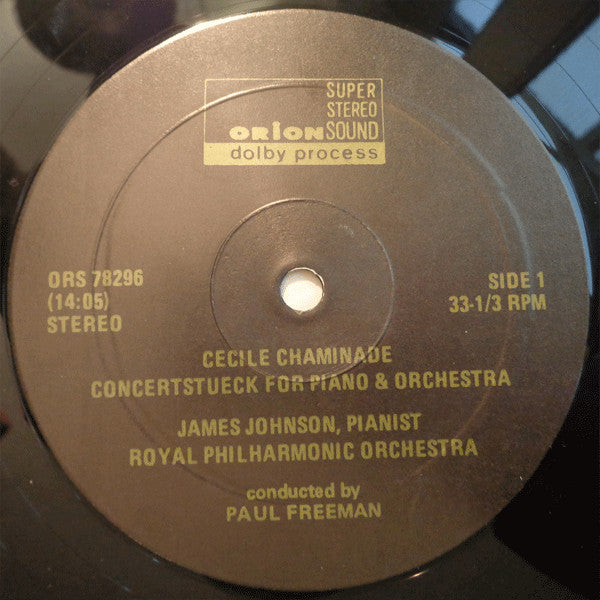 SUPER
STEREO
ORION SOUND
dolby process
ORS 78296
(14:05)
STEREO
SIDE 1
33-1/3 RPM
CECILE CHAMINADE
CONCERTSTUECK FOR PIANO & ORCHESTRA
JAMES JOHNSON, PIANIST
ROYAL PHILHARMONIC ORCHESTRA
conducted by
PAUL FREEMAN